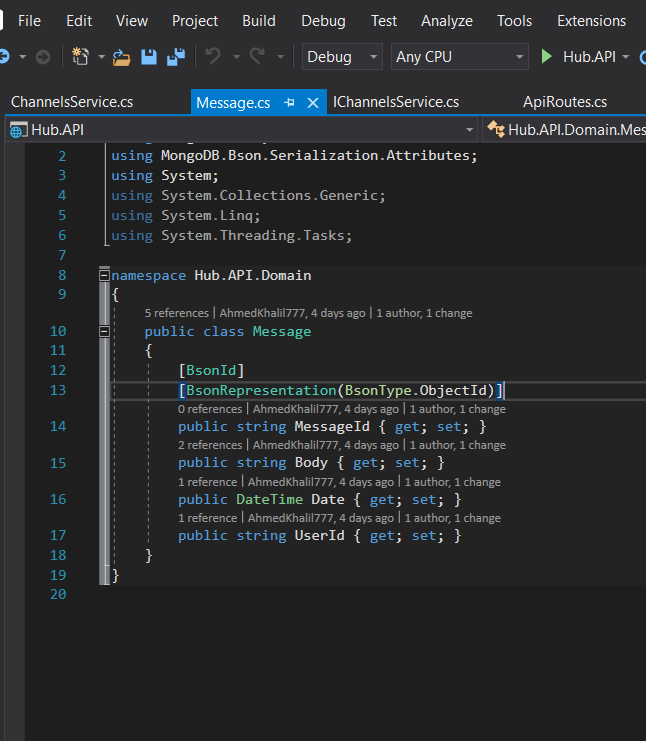 File Edit View Project Build Debug Test Analyze Tools Extensions
Debug Any CPU Hub.API
ChannelsService.cs Message.cs IChannelsService.cs ApiRoutes.cs
Hub.API Hub.API.Domain.Mes
2 using MongoDB.Bson.Serialization.Attributes;
3 using System;
4 using System.Collections.Generic;
5 using System.Linq;
6 using System.Threading.Tasks;
7
8 namespace Hub.API.Domain
9 {
5 references | AhmedKhalil777, 4 days ago | 1 author, 1 change
10 public class Message
11 {
12 [BsonId]
13 [BsonRepresentation(BsonType.ObjectId)]
0 references | AhmedKhalil777, 4 days ago | 1 author, 1 change
14 public string MessageId { get; set; }
2 references | AhmedKhalil777, 4 days ago | 1 author, 1 change
15 public string Body { get; set; }
1 reference | AhmedKhalil777, 4 days ago | 1 author, 1 change
16 public DateTime Date { get; set; }
1 reference | AhmedKhalil777, 4 days ago | 1 author, 1 change
17 public string UserId { get; set; }
18 }
19 }
20